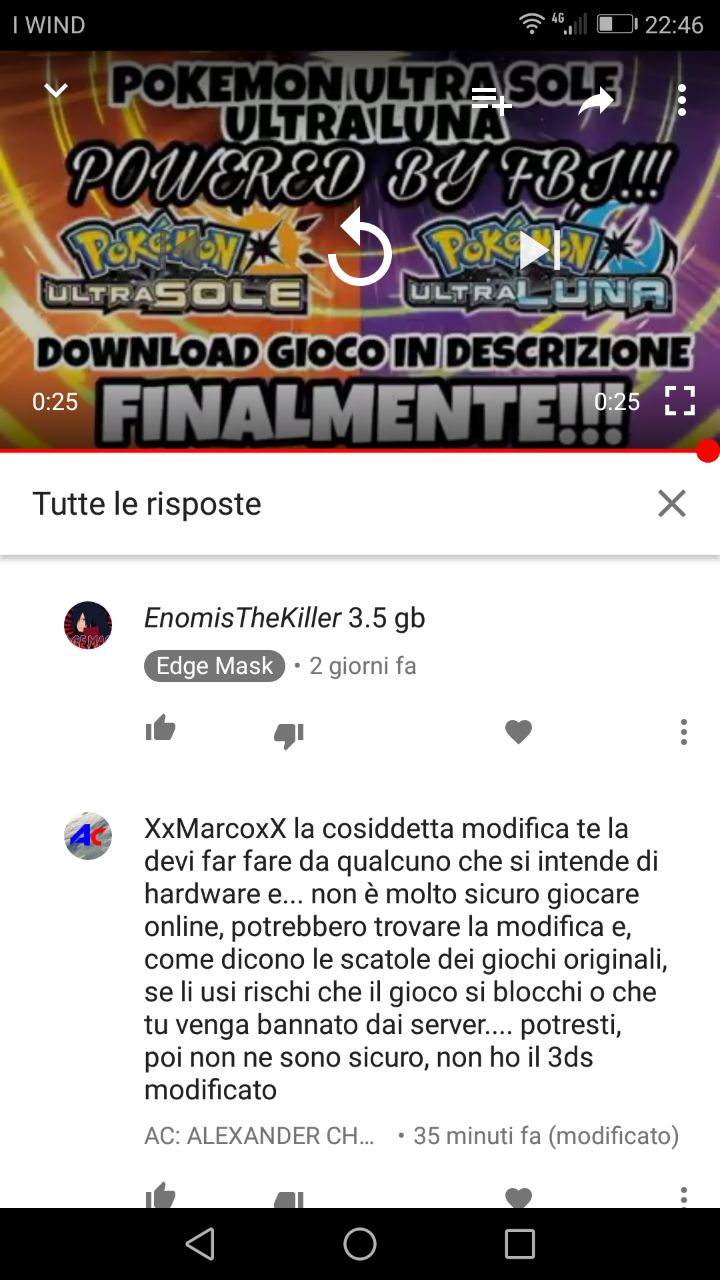 I WIND
4G
22:46
POKEMON ULTRA SOLE
ULTRA LUNA
POWERED BY FBI!!!
POKÉMON POKÉMON
ULTRASOLE ULTRALUNA
DOWNLOAD GIOCO IN DESCRIZIONE
0:25 FINALMENTE!!! 0:25
Tutte le risposte
EnomisTheKiller 3.5 gb
Edge Mask • 2 giorni fa
AC
XxMarcoxX la cosiddetta modifica te la
devi far fare da qualcuno che si intende di
hardware e... non è molto sicuro giocare
online, potrebbero trovare la modifica e,
come dicono le scatole dei giochi originali,
se li usi rischi che il gioco si blocchi o che
tu venga bannato dai server.... potresti,
poi non ne sono sicuro, non ho il 3ds
modificato
AC: ALEXANDER CH... • 35 minuti fa (modificato)